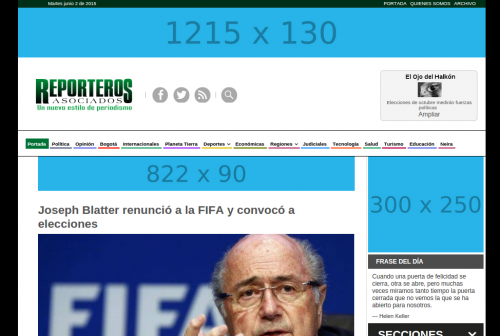 Martes junio 2 de 2015
PORTADA QUIENES SOMOS ARCHIVO
1215 x 130
REPORTEROS
ASOCIADOS
Un nuevo estilo de periodismo
El Ojo del Halkón
Elecciones de octubre medirán fuerzas
políticas
Ampliar
Portada Política Opinión Bogotá Internacionales Planeta Tierra Deportes Económicas Regiones Judiciales Tecnología Salud Turismo Educación Neira
822 x 90
300 x 250
Joseph Blatter renunció a la FIFA y convocó a
elecciones
FIFA
FI
FRASE DEL DÍA
Cuando una puerta de felicidad se
cierra, otra se abre, pero muchas
veces miramos tanto tiempo la puerta
cerrada que no vemos la que se ha
abierto para nosotros.
— Helen Keller
SECCIONES